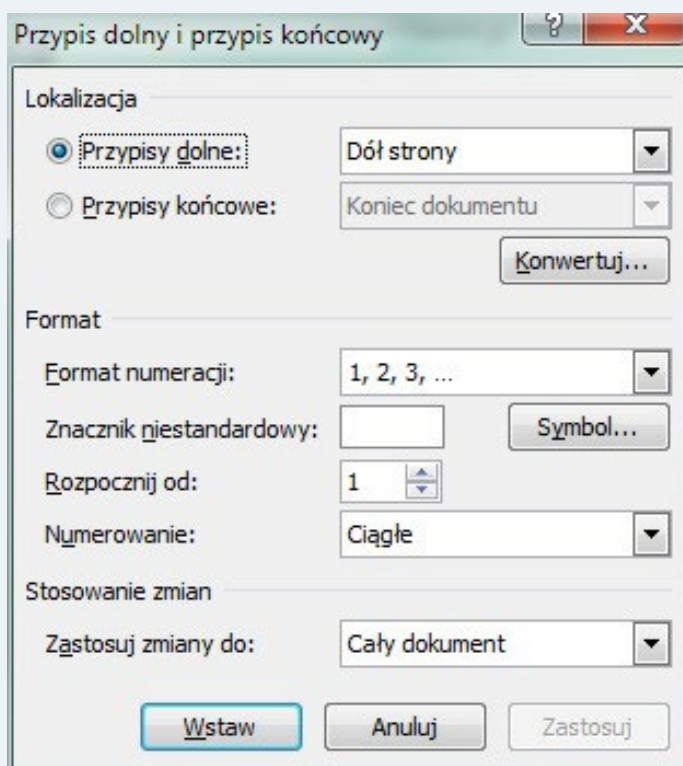 Przypis dolny i przypis końcowy
Lokalizacja
Przypisy dolne: Dół strony
Przypisy końcowe: Koniec dokumentu
Konwertuj...
Format
Format numeracji: 1, 2, 3, ...
Znacznik niestandardowy: Symbol...
Rozpocznij od: 1
Numerowanie: Ciągłe
Stosowanie zmian
Zastosuj zmiany do: Cały dokument
Wstaw Anuluj Zastosuj